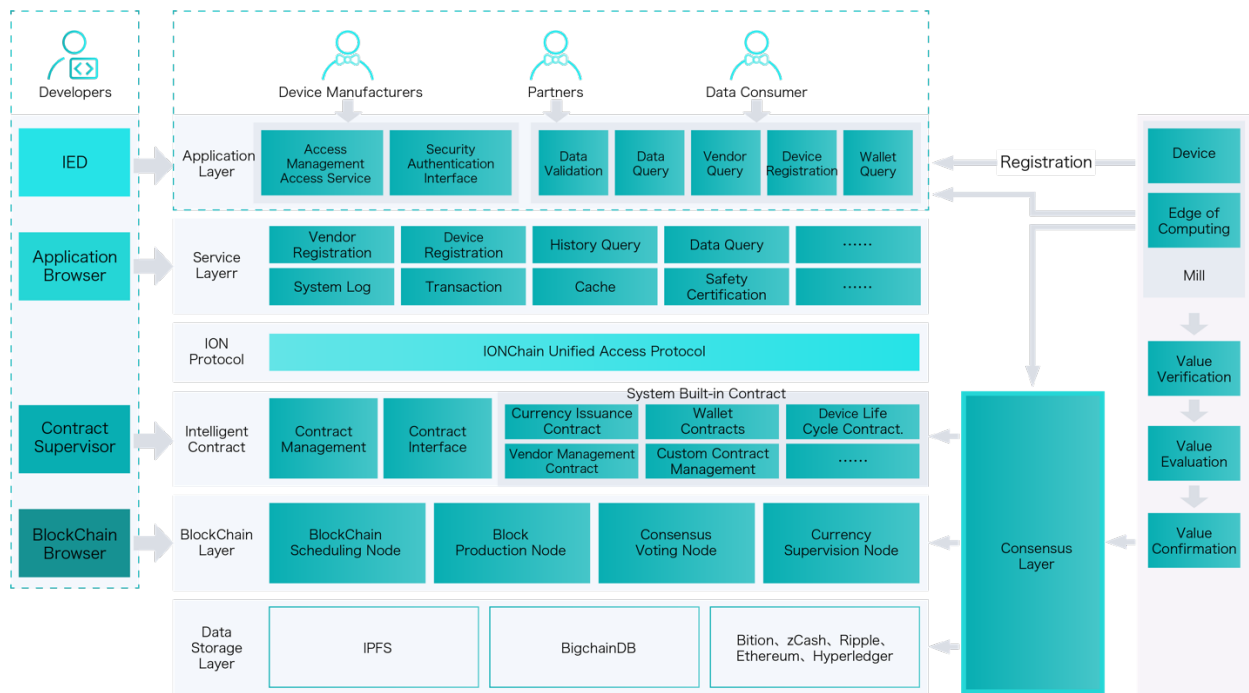 Developers
Device Manufacturers
Partners
Data Consumer
IED
Application
Browser
Contract
Supervisor
BlockChain
Browser
Application
Layer
Access
Management
Access Service
Security
Authentication
Interface
Data
Validation
Data
Query
Vendor
Query
Device
Registration
Wallet
Query
Service
Layerr
Vendor
Registration
Device
Registration
History Query
Data Query
······
System Log
Transaction
Cache
Safety
Certification
······
ION
Protocol
IONChain Unified Access Protocol
Intelligent
Contract
Contract
Management
Contract
Interface
System Built-in Contract
Currency Issuance
Contract
Wallet
Contracts
Device Life
Cycle Contract.
Vendor Management
Contract
Custom Contract
Management
······
BlockChain
Layer
BlockChain
Scheduling Node
Block
Production Node
Consensus
Voting Node
Currency
Supervision Node
Data
Storage
Layer
IPFS
BigchainDB
Bition、zCash、Ripple、
Ethereum、Hyperledger
Consensus
Layer
Registration
Device
Edge of
Computing
Mill
Value
Verification
Value
Evaluation
Value
Confirmation